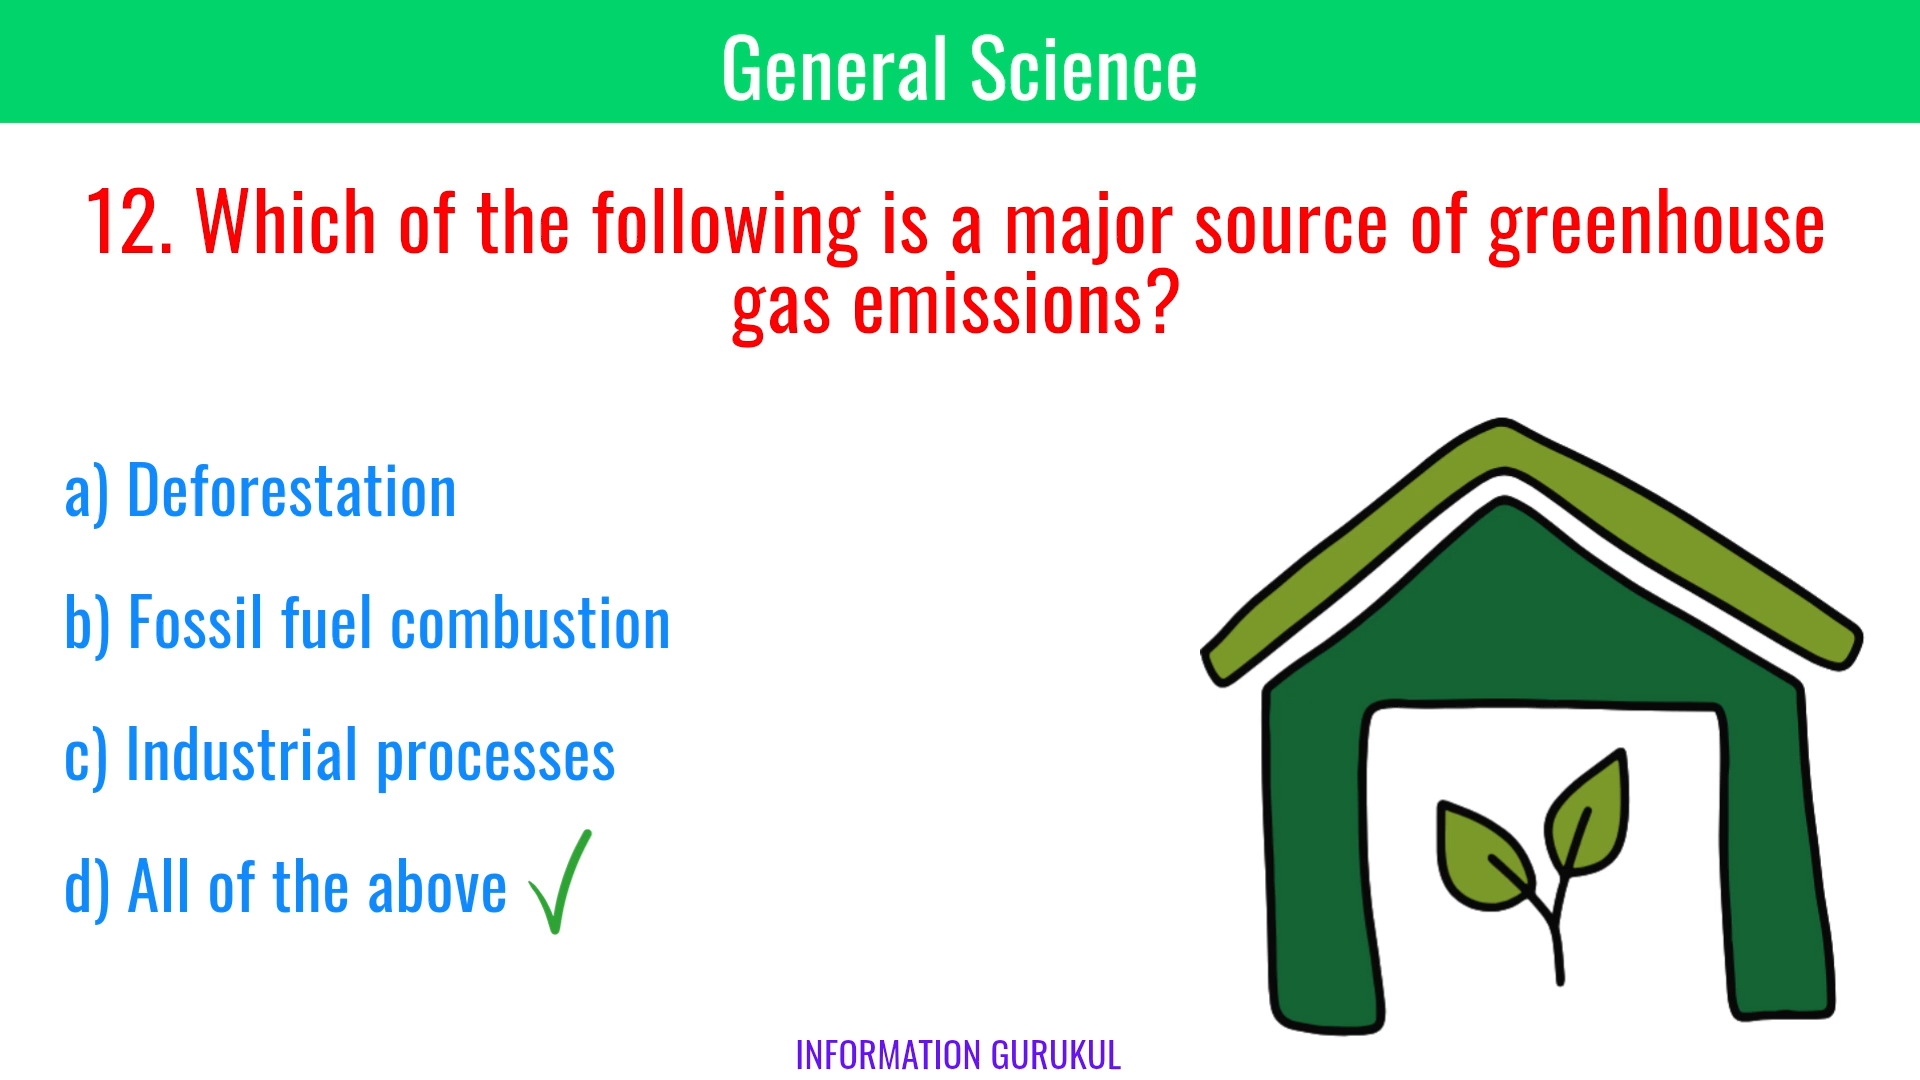 General Science
12. Which of the following is a major source of greenhouse
gas emissions?
a) Deforestation
b) Fossil fuel combustion
c) Industrial processes
d) All of the above
INFORMATION GURUKUL